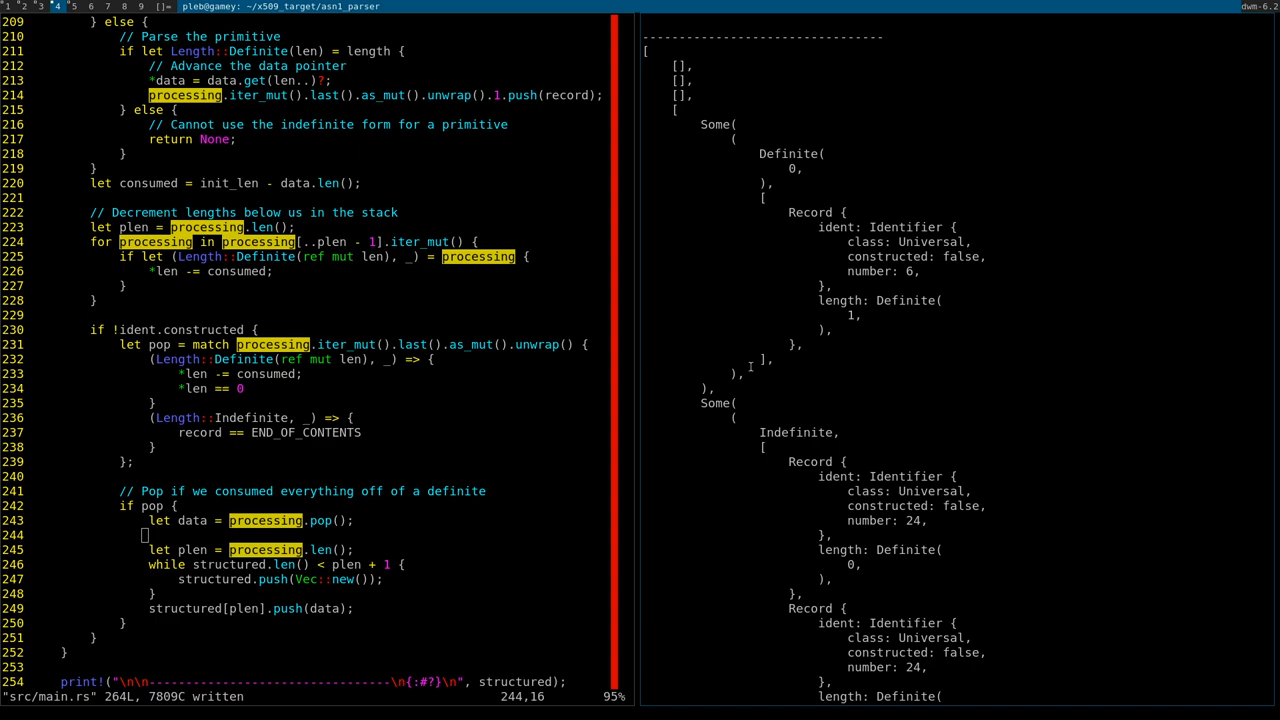 1 2 3 4 5 6 7 8 9 []= pleb@gamey: ~/x509_target/asn1_parser dwm-6.2
209 } else {
210 // Parse the primitive
211 if let Length::Definite(len) = length {
212 // Advance the data pointer
213 *data = data.get(len..)?;
214 processing.iter_mut().last().as_mut().unwrap().1.push(record);
215 } else {
216 // Cannot use the indefinite form for a primitive
217 return None;
218 }
219 }
220 let consumed = init_len - data.len();
221
222 // Decrement lengths below us in the stack
223 let plen = processing.len();
224 for processing in processing[..plen - 1].iter_mut() {
225 if let (Length::Definite(ref mut len), _) = processing {
226 *len -= consumed;
227 }
228 }
229
230 if !ident.constructed {
231 let pop = match processing.iter_mut().last().as_mut().unwrap() {
232 (Length::Definite(ref mut len), _) => {
233 *len -= consumed;
234 *len == 0
235 }
236 (Length::Indefinite, _) => {
237 record == END_OF_CONTENTS
238 }
239 };
240
241 // Pop if we consumed everything off of a definite
242 if pop {
243 let data = processing.pop();
244
245 let plen = processing.len();
246 while structured.len() < plen + 1 {
247 structured.push(Vec::new());
248 }
249 structured[plen].push(data);
250 }
251 }
252 }
253
254 print!("\n\n---------------------------------\n{:#?}\n", structured);
"src/main.rs" 264L, 7809C written 244,16 95%
---------------------------------
[
[],
[],
[],
[
Some(
(
Definite(
0,
),
[
Record {
ident: Identifier {
class: Universal,
constructed: false,
number: 6,
},
length: Definite(
1,
),
},
],
),
),
Some(
(
Indefinite,
[
Record {
ident: Identifier {
class: Universal,
constructed: false,
number: 24,
},
length: Definite(
0,
),
},
Record {
ident: Identifier {
class: Universal,
constructed: false,
number: 24,
},
length: Definite(